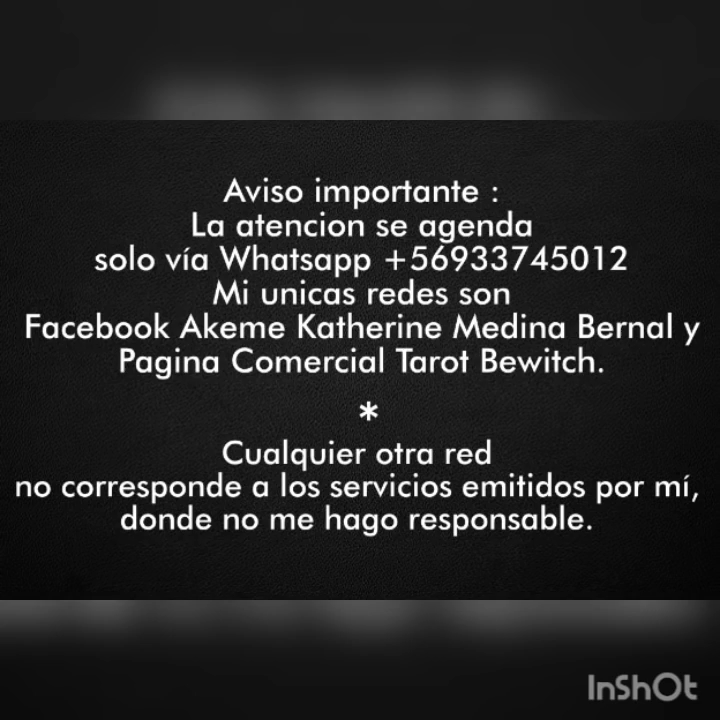 Aviso importante :
La atencion se agenda
solo vía Whatsapp +56933745012
Mi unicas redes son
Facebook Akeme Katherine Medina Bernal y
Pagina Comercial Tarot Bewitch.
*
Cualquier otra red
no corresponde a los servicios emitidos por mí,
donde no me hago responsable.
InShOt